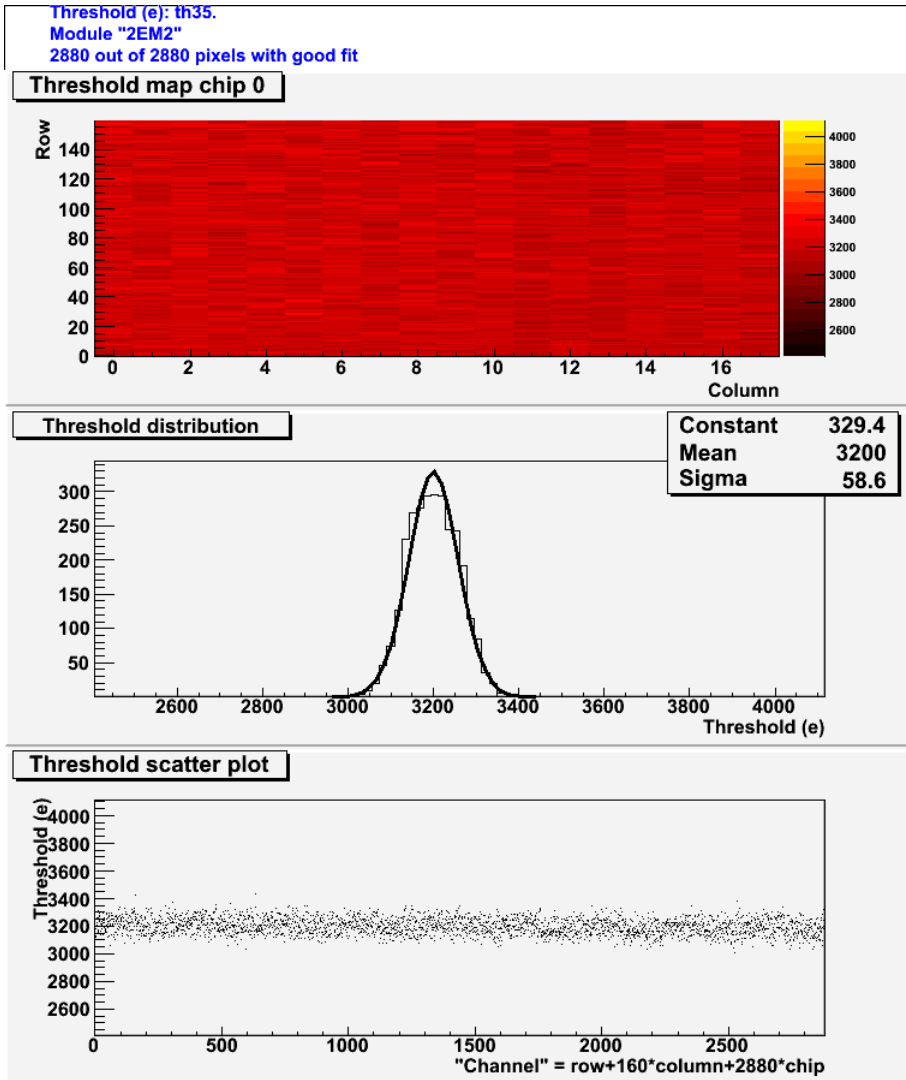 Threshold (e): th35.
Module "2EM2"
2880 out of 2880 pixels with good fit
Threshold map chip 0
Row
140
120
100
80
60
40
20
0
0 2 4 6 8 10 12 14 16
Column
4000
3800
3600
3400
3200
3000
2800
2600
Threshold distribution
Constant 329.4
Mean 3200
Sigma 58.6
300
250
200
150
100
50
2600 2800 3000 3200 3400 3600 3800 4000
Threshold (e)
Threshold scatter plot
Threshold (e)
4000
3800
3600
3400
3200
3000
2800
2600
0 500 1000 1500 2000 2500
"Channel" = row+160*column+2880*chip